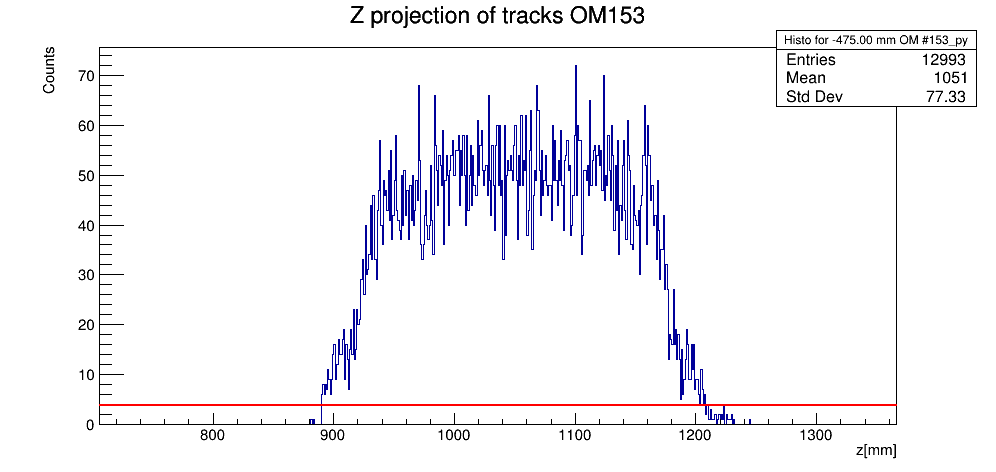 Z projection of tracks OM153
Histo for -475.00 mm OM #153_py
Entries 12993
Mean 1051
Std Dev 77.33
Counts
70
60
50
40
30
20
10
0
800 900 1000 1100 1200 1300
z[mm]